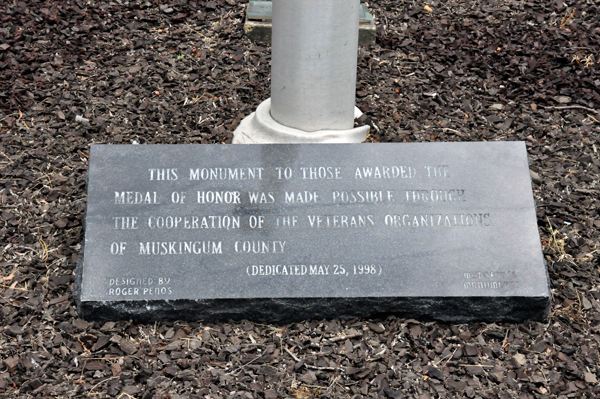 THIS MONUMENT TO THOSE AWARDED THE
MEDAL OF HONOR WAS MADE POSSIBLE THROUGH
THE COOPERATION OF THE VETERANS ORGANIZATIONS
OF MUSKINGUM COUNTY
(DEDICATED MAY 25, 1998)
DESIGNED BY
ROGER